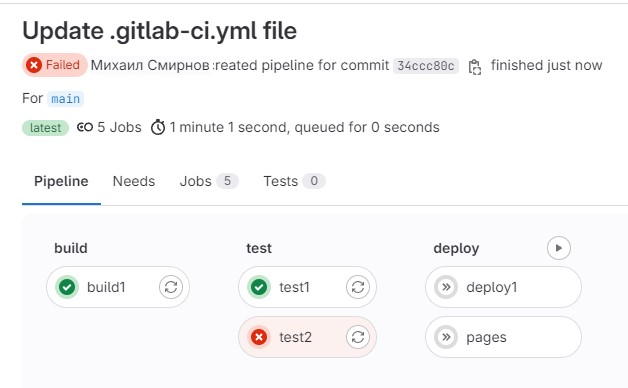 Update .gitlab-ci.yml file
Failed Михаил Смирнов :reated pipeline for commit 34ccc80c finished just now
For main
latest 5 Jobs 1 minute 1 second, queued for 0 seconds
Pipeline Needs Jobs 5 Tests 0
build test deploy
build1 test1 deploy1
test2 pages